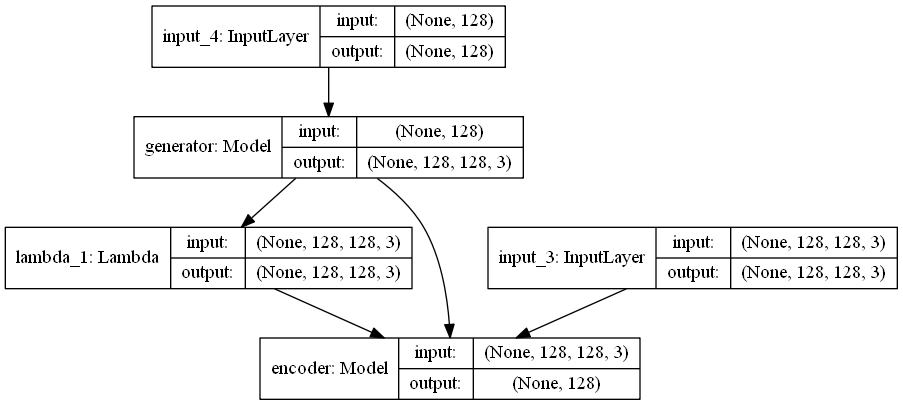 input_4: InputLayer
input: (None, 128)
output: (None, 128)
generator: Model
input: (None, 128)
output: (None, 128, 128, 3)
lambda_1: Lambda
input: (None, 128, 128, 3)
output: (None, 128, 128, 3)
input_3: InputLayer
input: (None, 128, 128, 3)
output: (None, 128, 128, 3)
encoder: Model
input: (None, 128, 128, 3)
output: (None, 128)